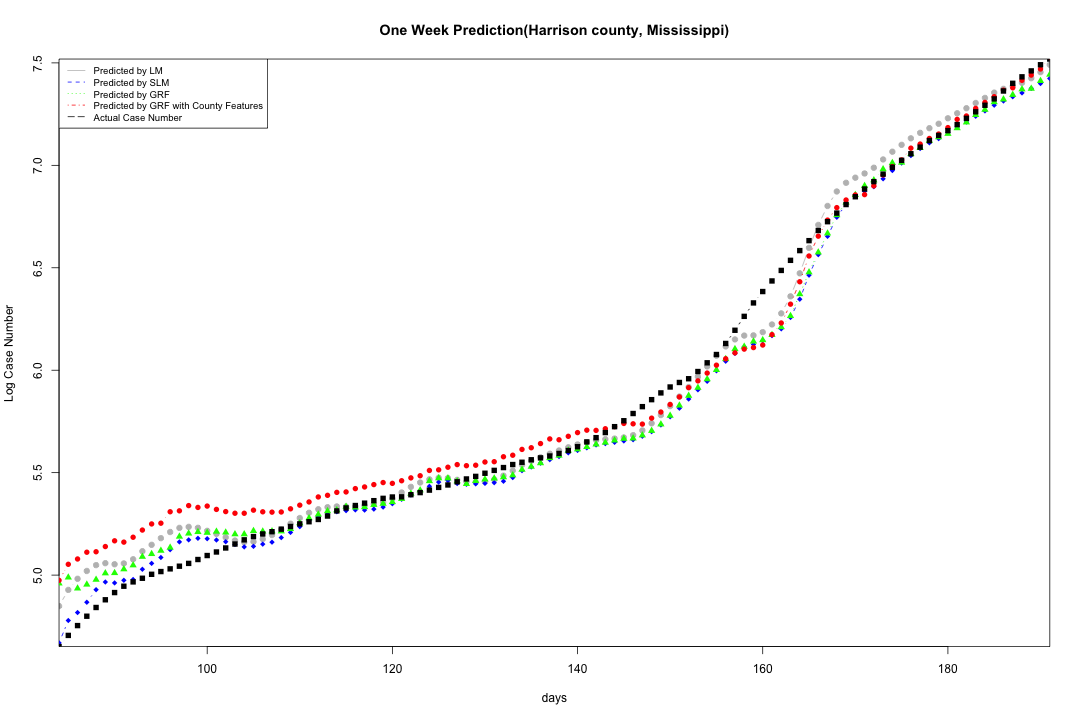 One Week Prediction(Harrison county, Mississippi)
Predicted by LM
Predicted by SLM
Predicted by GRF
Predicted by GRF with County Features
Actual Case Number
7.5
7.0
6.5
6.0
5.5
5.0
Log Case Number
100 120 140 160 180
days